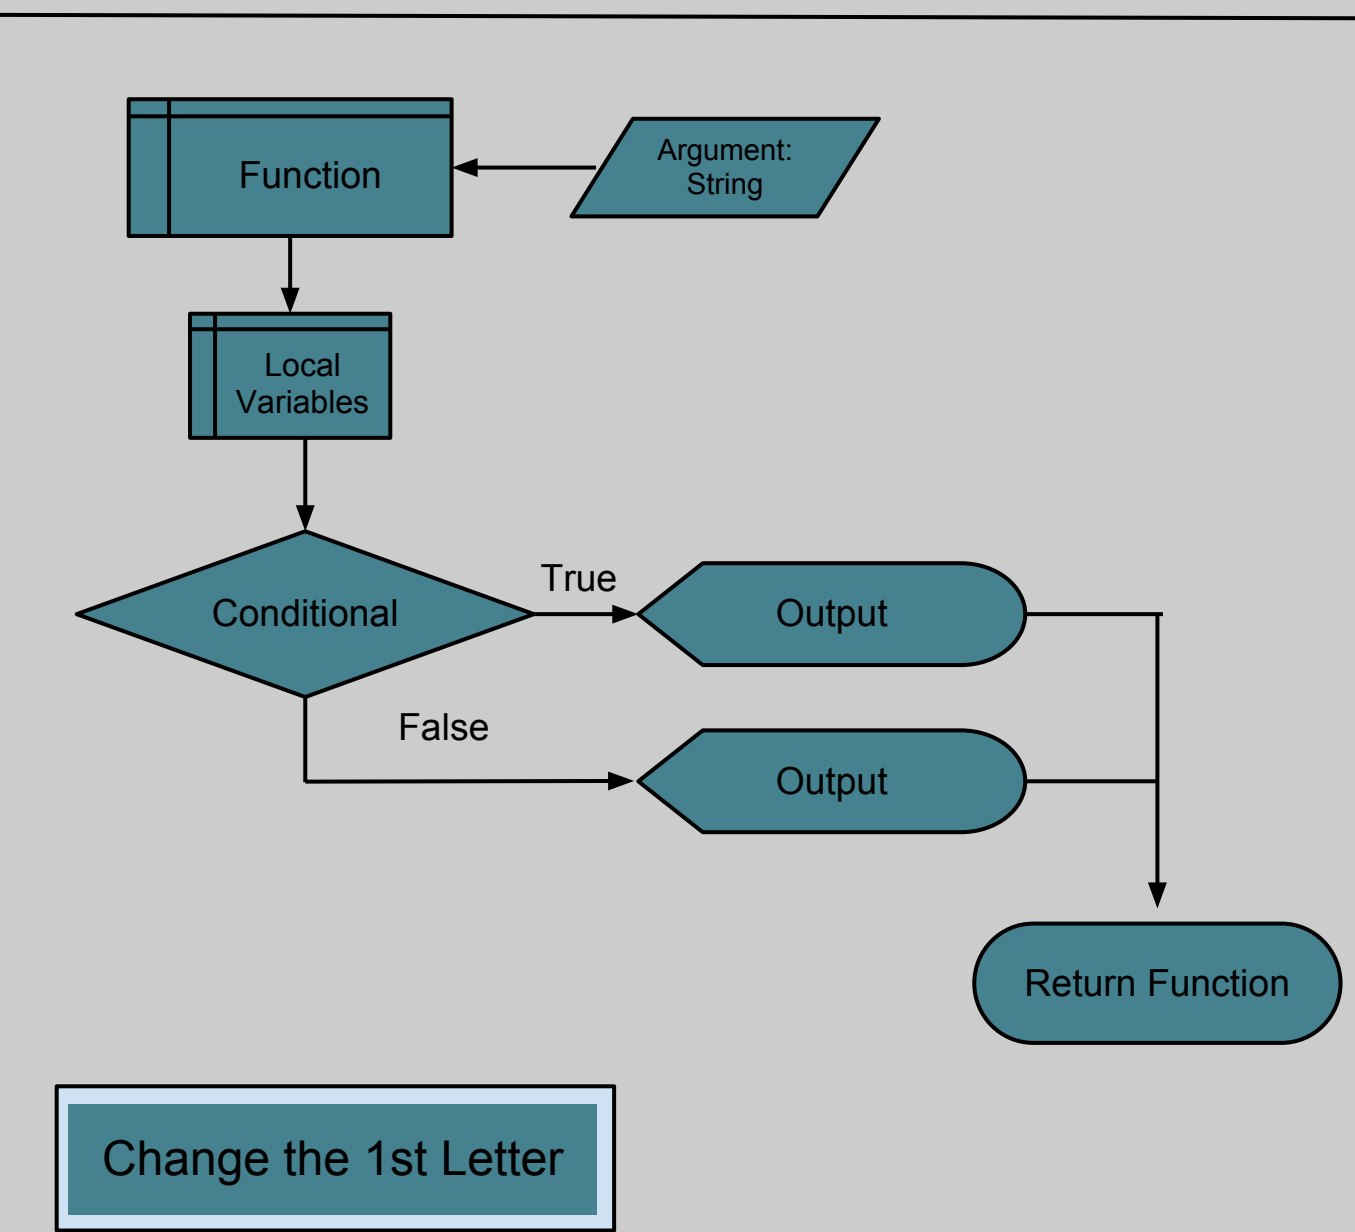 Function
Argument:
String
Local
Variables
Conditional
True
Output
False
Output
Return Function
Change the 1st Letter